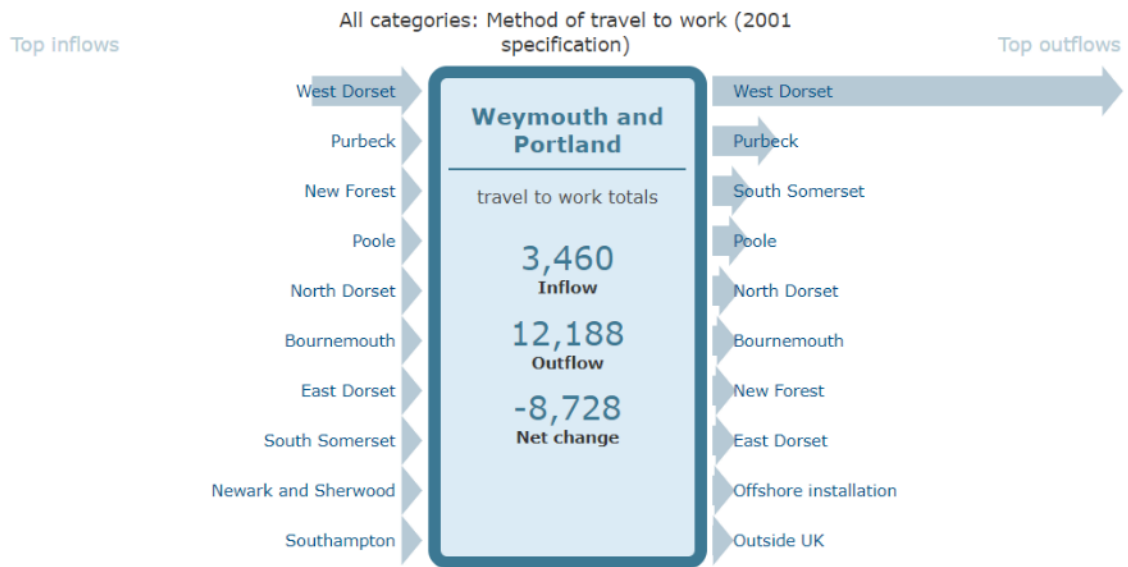 All categories: Method of travel to work (2001
specification)
Top inflows
Top outflows
West Dorset
Purbeck
New Forest
Poole
North Dorset
Bournemouth
East Dorset
South Somerset
Newark and Sherwood
Southampton
Weymouth and
Portland
travel to work totals
3,460
Inflow
12,188
Outflow
-8,728
Net change
West Dorset
Purbeck
South Somerset
Poole
North Dorset
Bournemouth
New Forest
East Dorset
Offshore installation
Outside UK